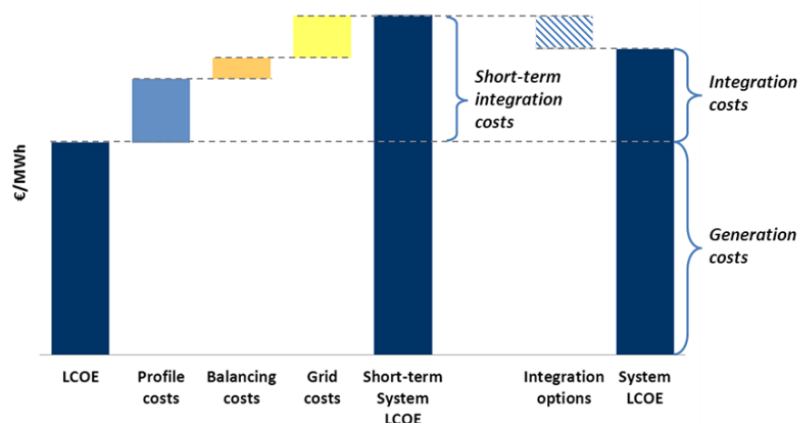 €/MWh
Short-term
integration
costs
Integration
costs
Generation
costs
LCOE
Profile
costs
Balancing
costs
Grid
costs
Short-term
System
LCOE
Integration
options
System
LCOE